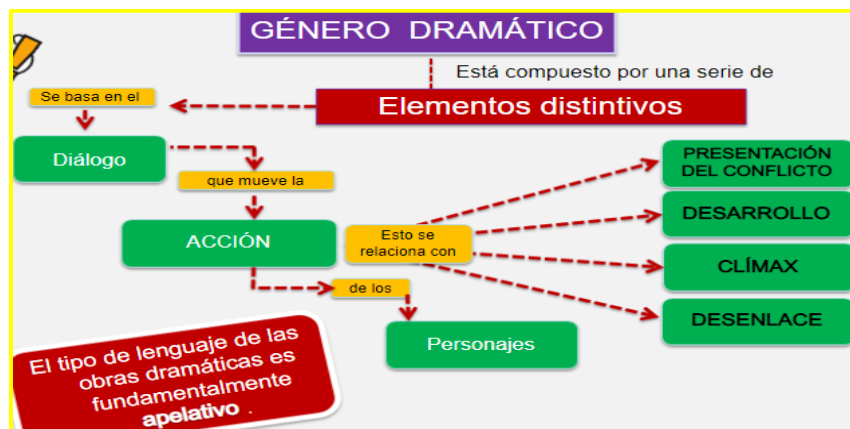 GÉNERO DRAMÁTICO
Está compuesto por una serie de
Elementos distintivos
Se basa en el
Diálogo
que mueve la
ACCIÓN
Esto se
relaciona con
PRESENTACIÓN
DEL CONFLICTO
DESARROLLO
CLÍMAX
DESENLACE
de los
Personajes
El tipo de lenguaje de las
obras dramáticas es
fundamentalmente
apelativo .